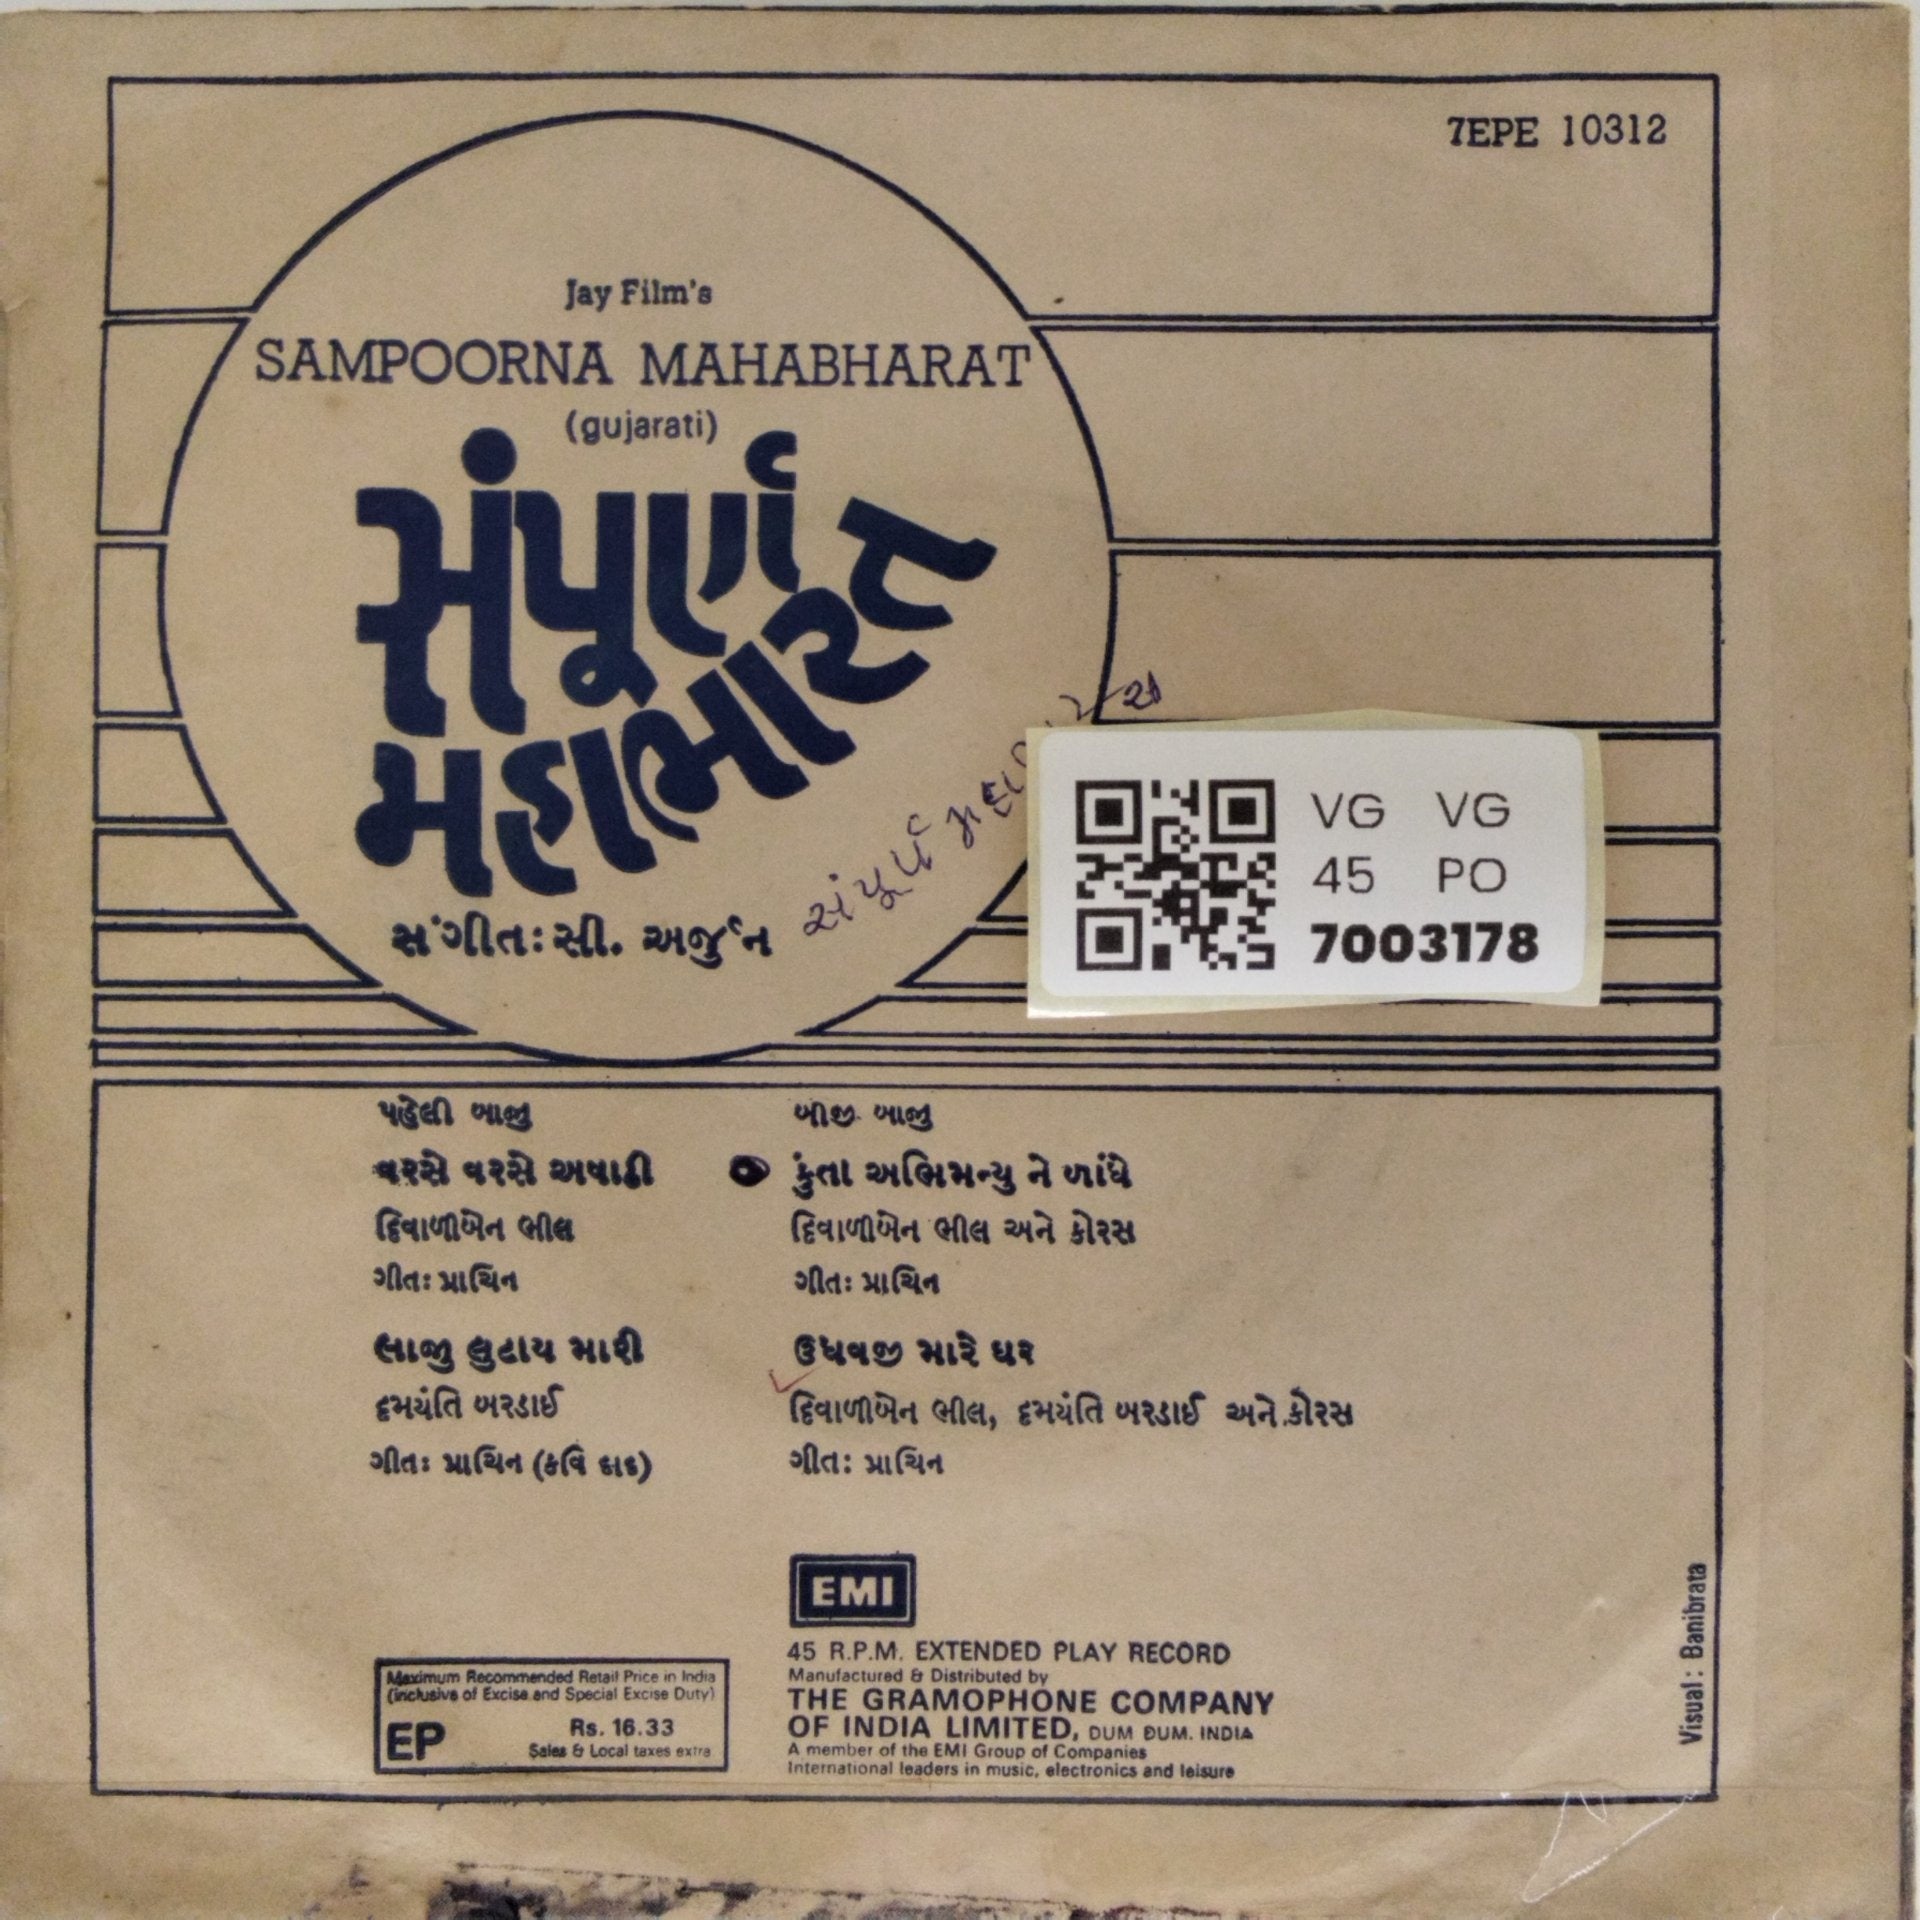 7EPE 10312
Jay Film's
SAMPOORNA MAHABHARAT
(gujarati)
સંપૂર્ણ
મહાભારત
સંગીત: સી. અર્જુન
સંપૂર્ણ
VG VG
45 PO
7003178
પહેલી બાજુ
વરસે વરસે અષાઢી
દિવાળીબેન ભીલ
ગીત: પ્રાચિન
લાજુ લુટાય મારી
દમયંતિ બરડાઈ
ગીત: પ્રાચિન (કવિ દાદ)
બીજી બાજુ
કુંતા અભિમન્યુ ને બાંધે
દિવાળીબેન ભીલ અને કોરસ
ગીત: પ્રાચિન
ઉધવજી મારે ઘર
દિવાળીબેન ભીલ, દમયંતિ બરડાઈ અને કોરસ
ગીત: પ્રાચિન
EMI
45 R.P.M. EXTENDED PLAY RECORD
Manufactured & Distributed by
THE GRAMOPHONE COMPANY
OF INDIA LIMITED, DUM DUM. INDIA
A member of the EMI Group of Companies
International leaders in music, electronics and leisure
Maximum Recommended Retail Price in India
(inclusive of Excise and Special Excise Duty)
EP Rs. 16.33
Sales & Local taxes extra
Visual : Banibrata